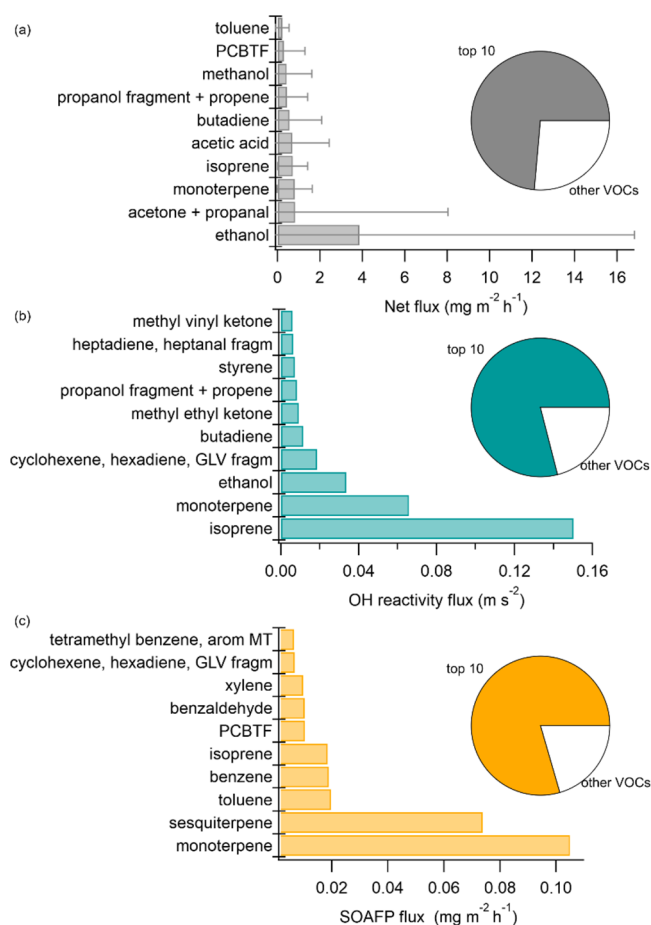 (a)
toluene
PCBTF
methanol
propanol fragment + propene
butadiene
acetic acid
isoprene
monoterpene
acetone + propanal
ethanol
top 10
other VOCs
0 2 4 6 8 10 12 14 16
Net flux (mg m⁻² h⁻¹)
(b)
methyl vinyl ketone
heptadiene, heptanal fragm
styrene
propanol fragment + propene
methyl ethyl ketone
butadiene
cyclohexene, hexadiene, GLV fragm
ethanol
monoterpene
isoprene
top 10
other VOCs
0.00 0.04 0.08 0.12 0.16
OH reactivity flux (m s⁻²)
(c)
tetramethyl benzene, arom MT
cyclohexene, hexadiene, GLV fragm
xylene
benzaldehyde
PCBTF
isoprene
benzene
toluene
sesquiterpene
monoterpene
top 10
other VOCs
0.02 0.04 0.06 0.08 0.10
SOAFP flux (mg m⁻² h⁻¹)